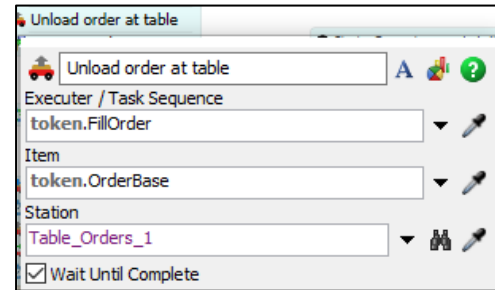 Unload order at table
Unload order at table
A
?
Executer / Task Sequence
token.FillOrder
Item
token.OrderBase
Station
Table_Orders_1
Wait Until Complete